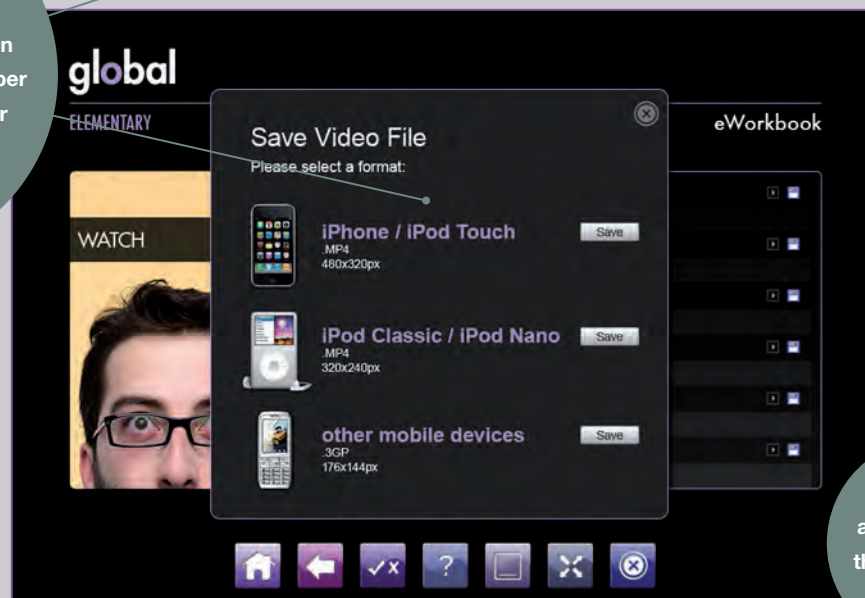 global
ELEMENTARY
eWorkbook
WATCH
Save Video File
Please select a format:
iPhone / iPod Touch
.MP4
480x320px
Save
iPod Classic / iPod Nano
.MP4
320x240px
Save
other mobile devices
.3GP
176x144px
Save
?